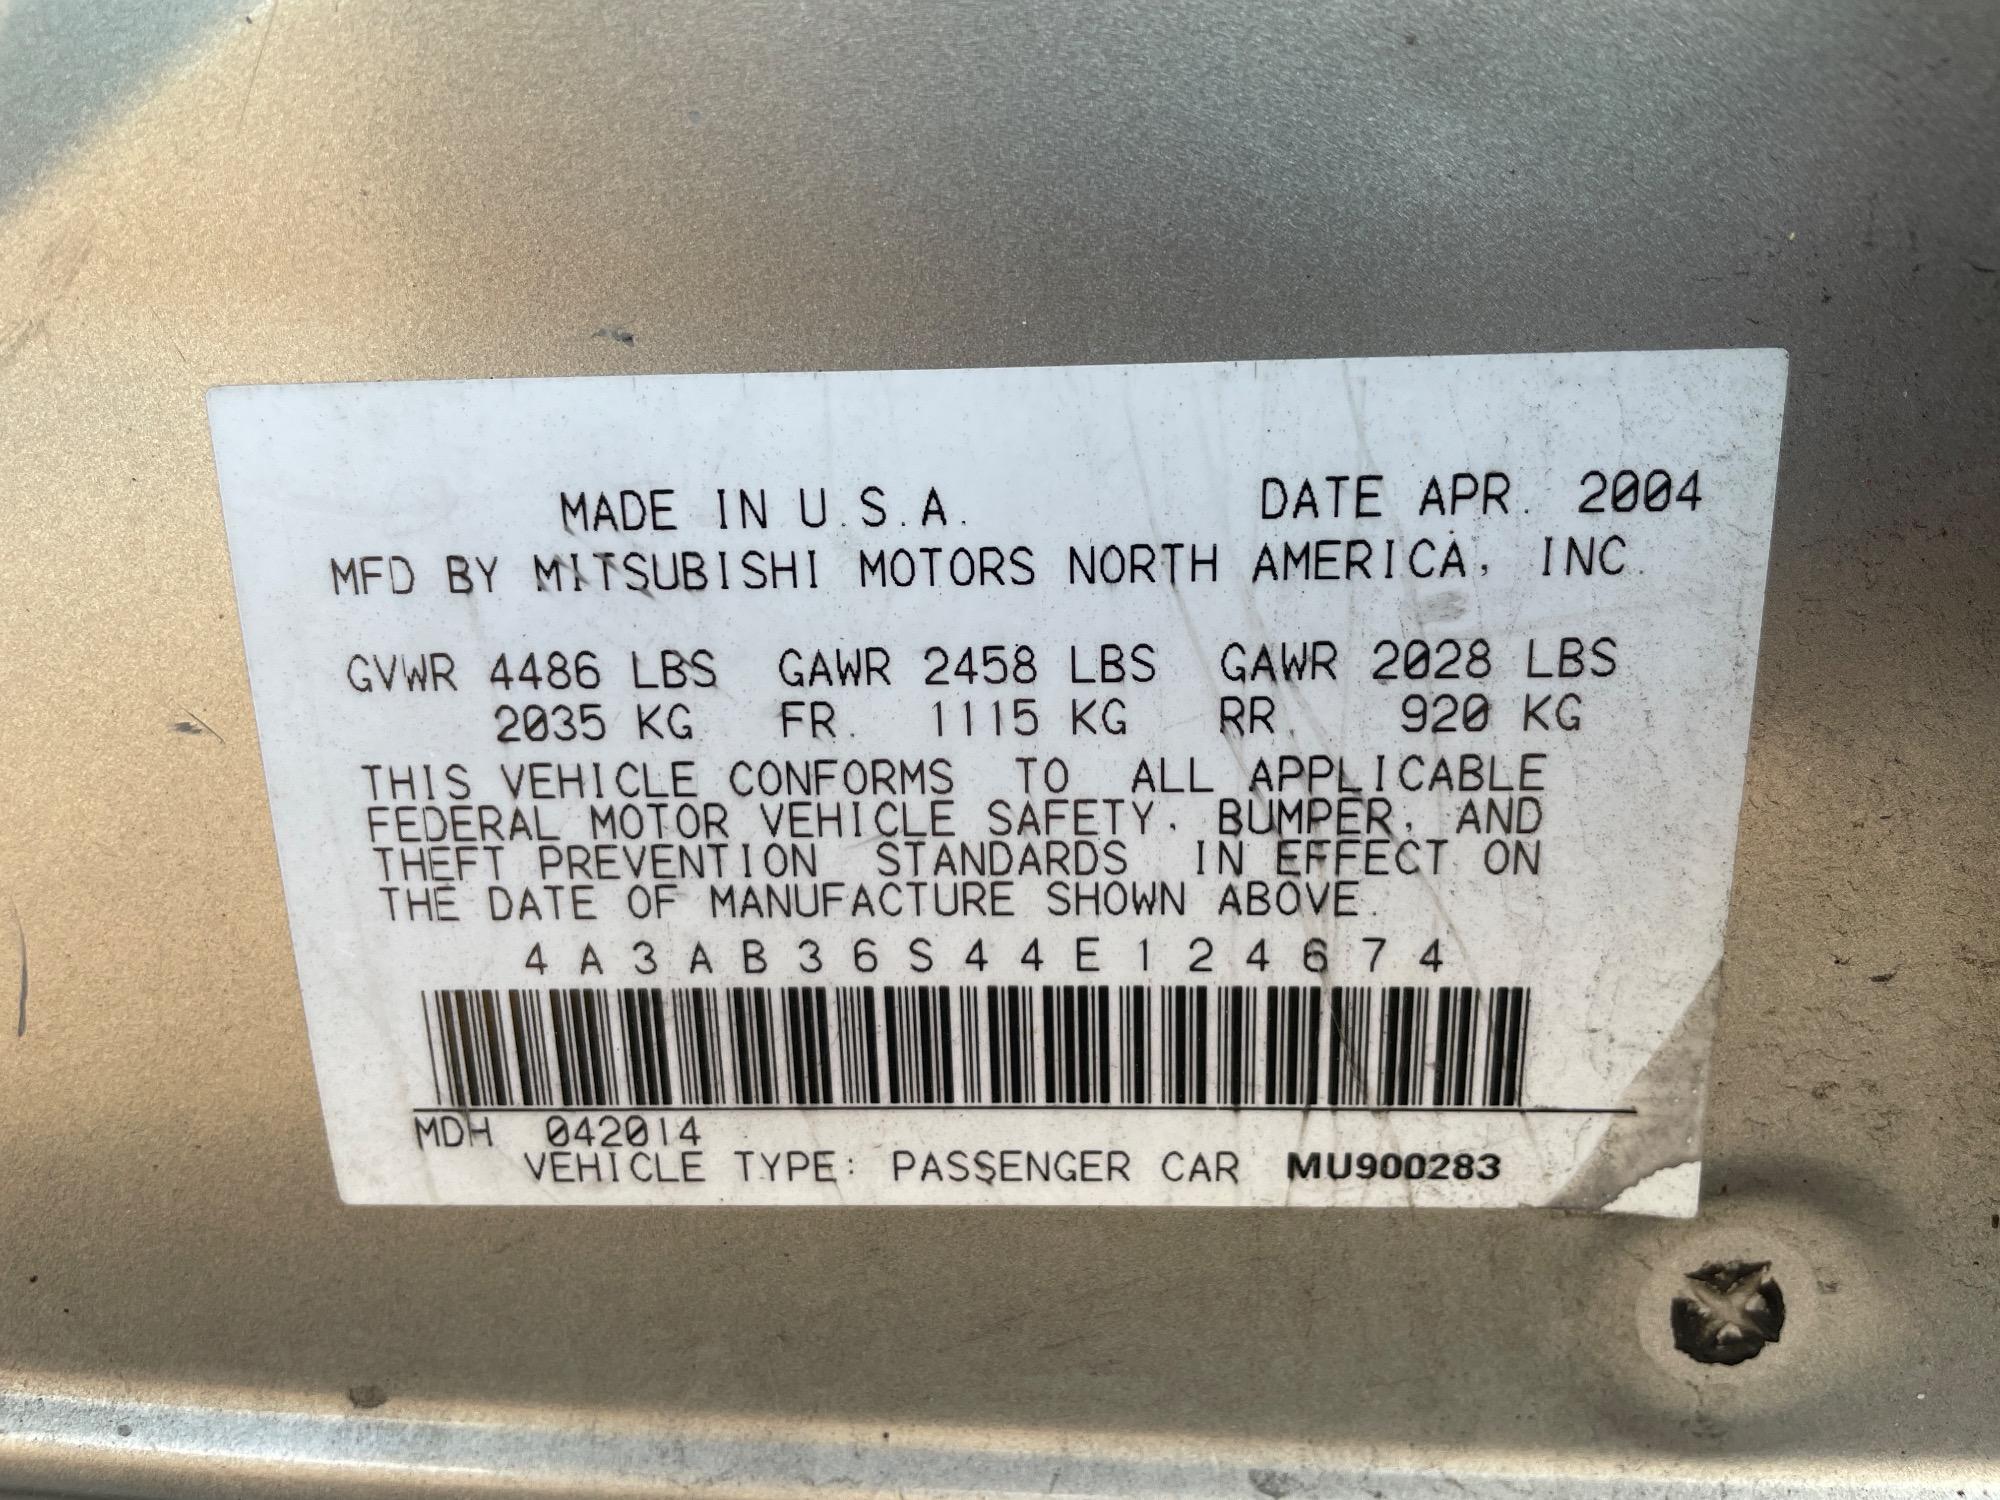 MADE IN U.S.A. DATE APR. 2004
MFD BY MITSUBISHI MOTORS NORTH AMERICA, INC.
GVWR 4486 LBS GAWR 2458 LBS GAWR 2028 LBS
2035 KG FR. 1115 KG RR. 920 KG
THIS VEHICLE CONFORMS TO ALL APPLICABLE
FEDERAL MOTOR VEHICLE SAFETY, BUMPER, AND
THEFT PREVENTION STANDARDS IN EFFECT ON
THE DATE OF MANUFACTURE SHOWN ABOVE.
4A3AB36S44E124674
MDH 042014
VEHICLE TYPE: PASSENGER CAR MU900283